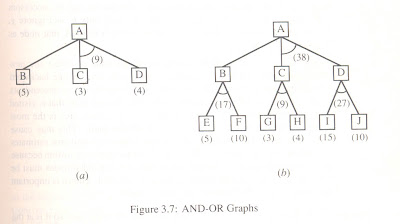 A
(9)
B C D
(5) (3) (4)
(a)
A
(38)
B C D
(17) (9) (27)
E F G H I J
(5) (10) (3) (4) (15) (10)
(b)
Figure 3.7: AND-OR Graphs